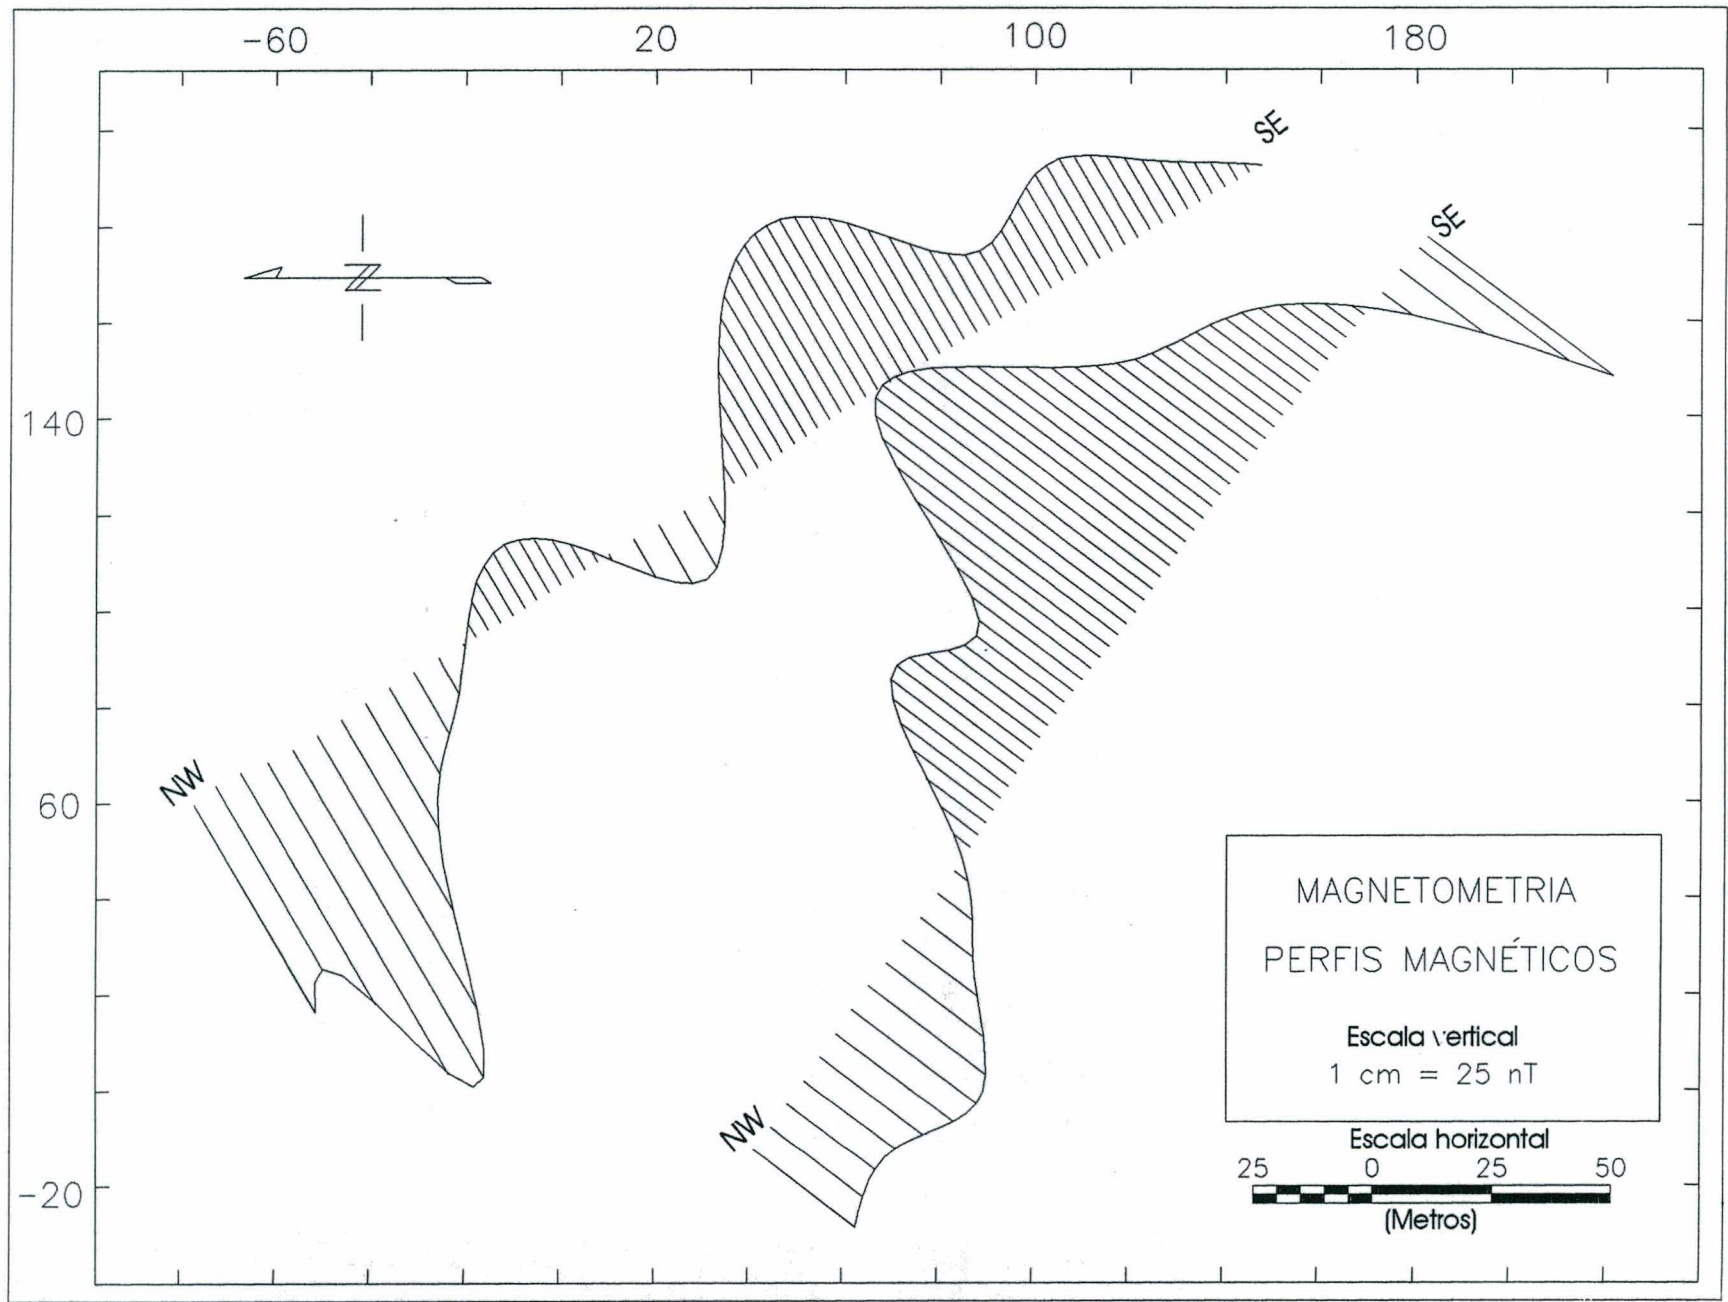 -60 20 100 180
SE
SE
N
140
NW
60
MAGNETOMETRIA
PERFIS MAGNÉTICOS
Escala vertical
1 cm = 25 nT
NW
Escala horizontal
-20
25 0 25 50
(Metros)